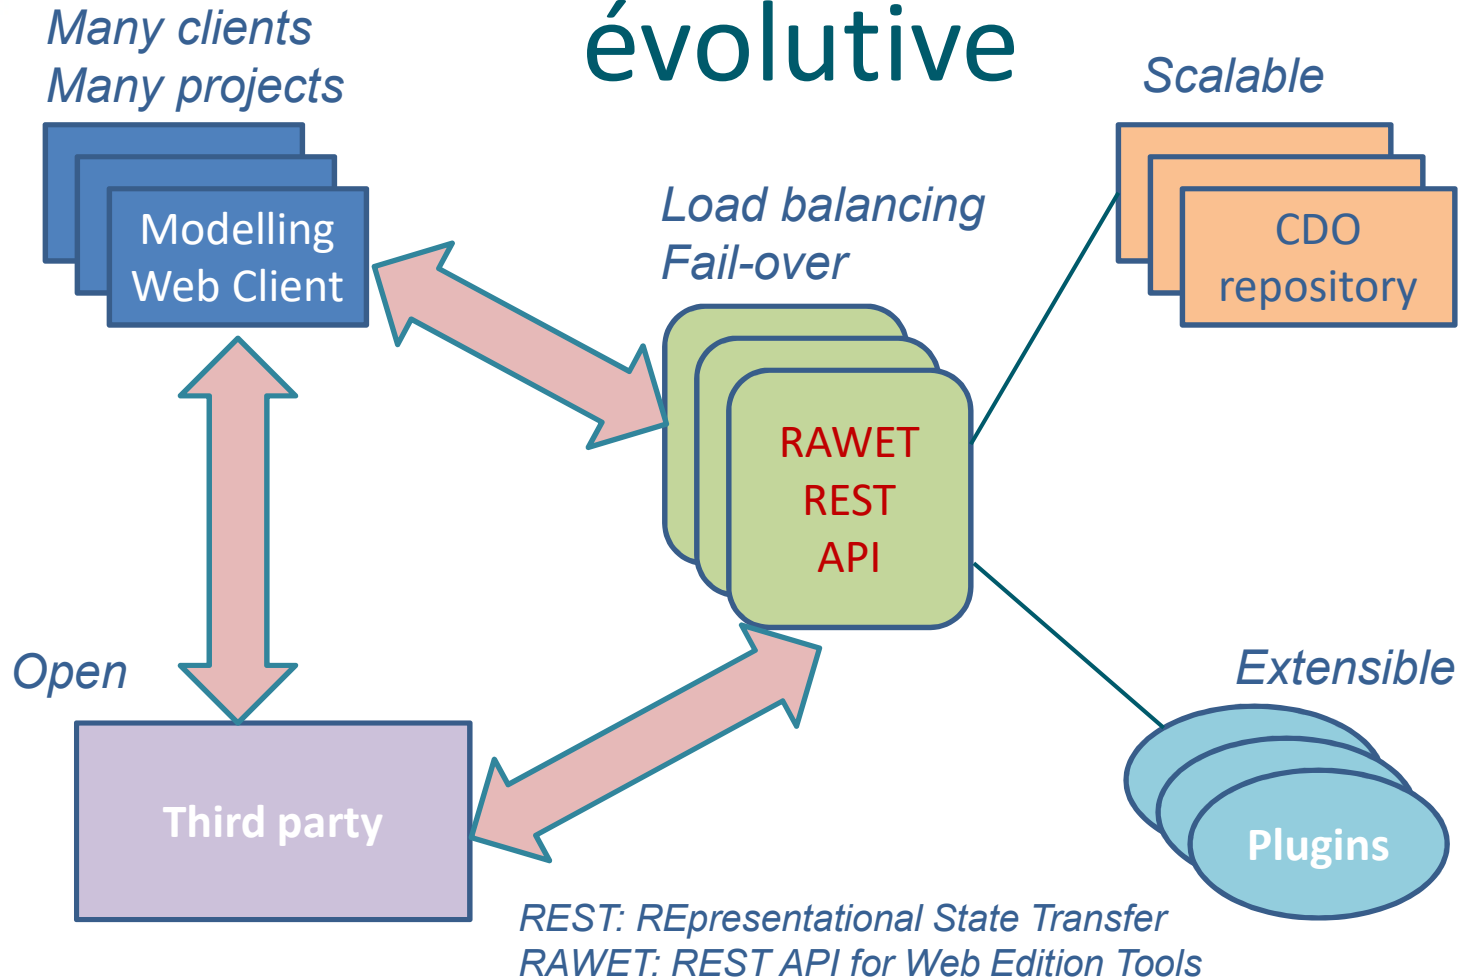 évolutive
Many clients
Many projects
Scalable
Modelling
Web Client
Load balancing
Fail-over
CDO
repository
RAWET
REST
API
Open
Extensible
Third party
Plugins
REST: REpresentational State Transfer
RAWET: REST API for Web Edition Tools